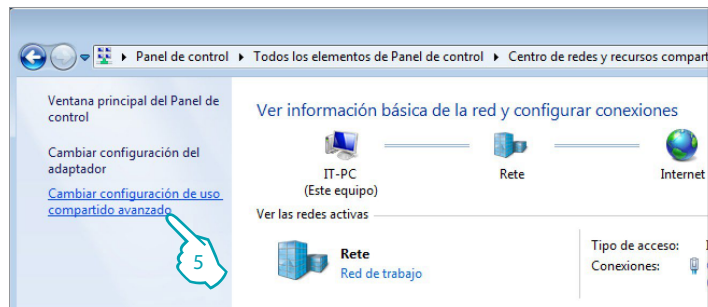 Panel de control Todos los elementos de Panel de control Centro de redes y recursos compart
Ventana principal del Panel de
control
Cambiar configuración del
adaptador
Cambiar configuración de uso
compartido avanzado
5
Ver información básica de la red y configurar conexiones
IT-PC
(Este equipo)
Rete
Internet
Ver las redes activas
Rete
Red de trabajo
Tipo de acceso:
Conexiones: